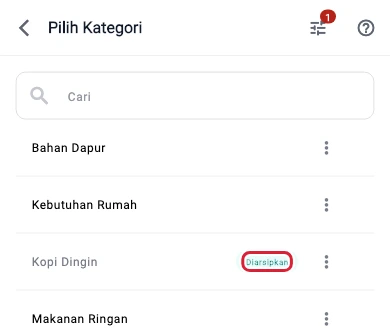 Pilih Kategori
1
Cari
Bahan Dapur
Kebutuhan Rumah
Kopi Dingin
Diarsipkan
Makanan Ringan